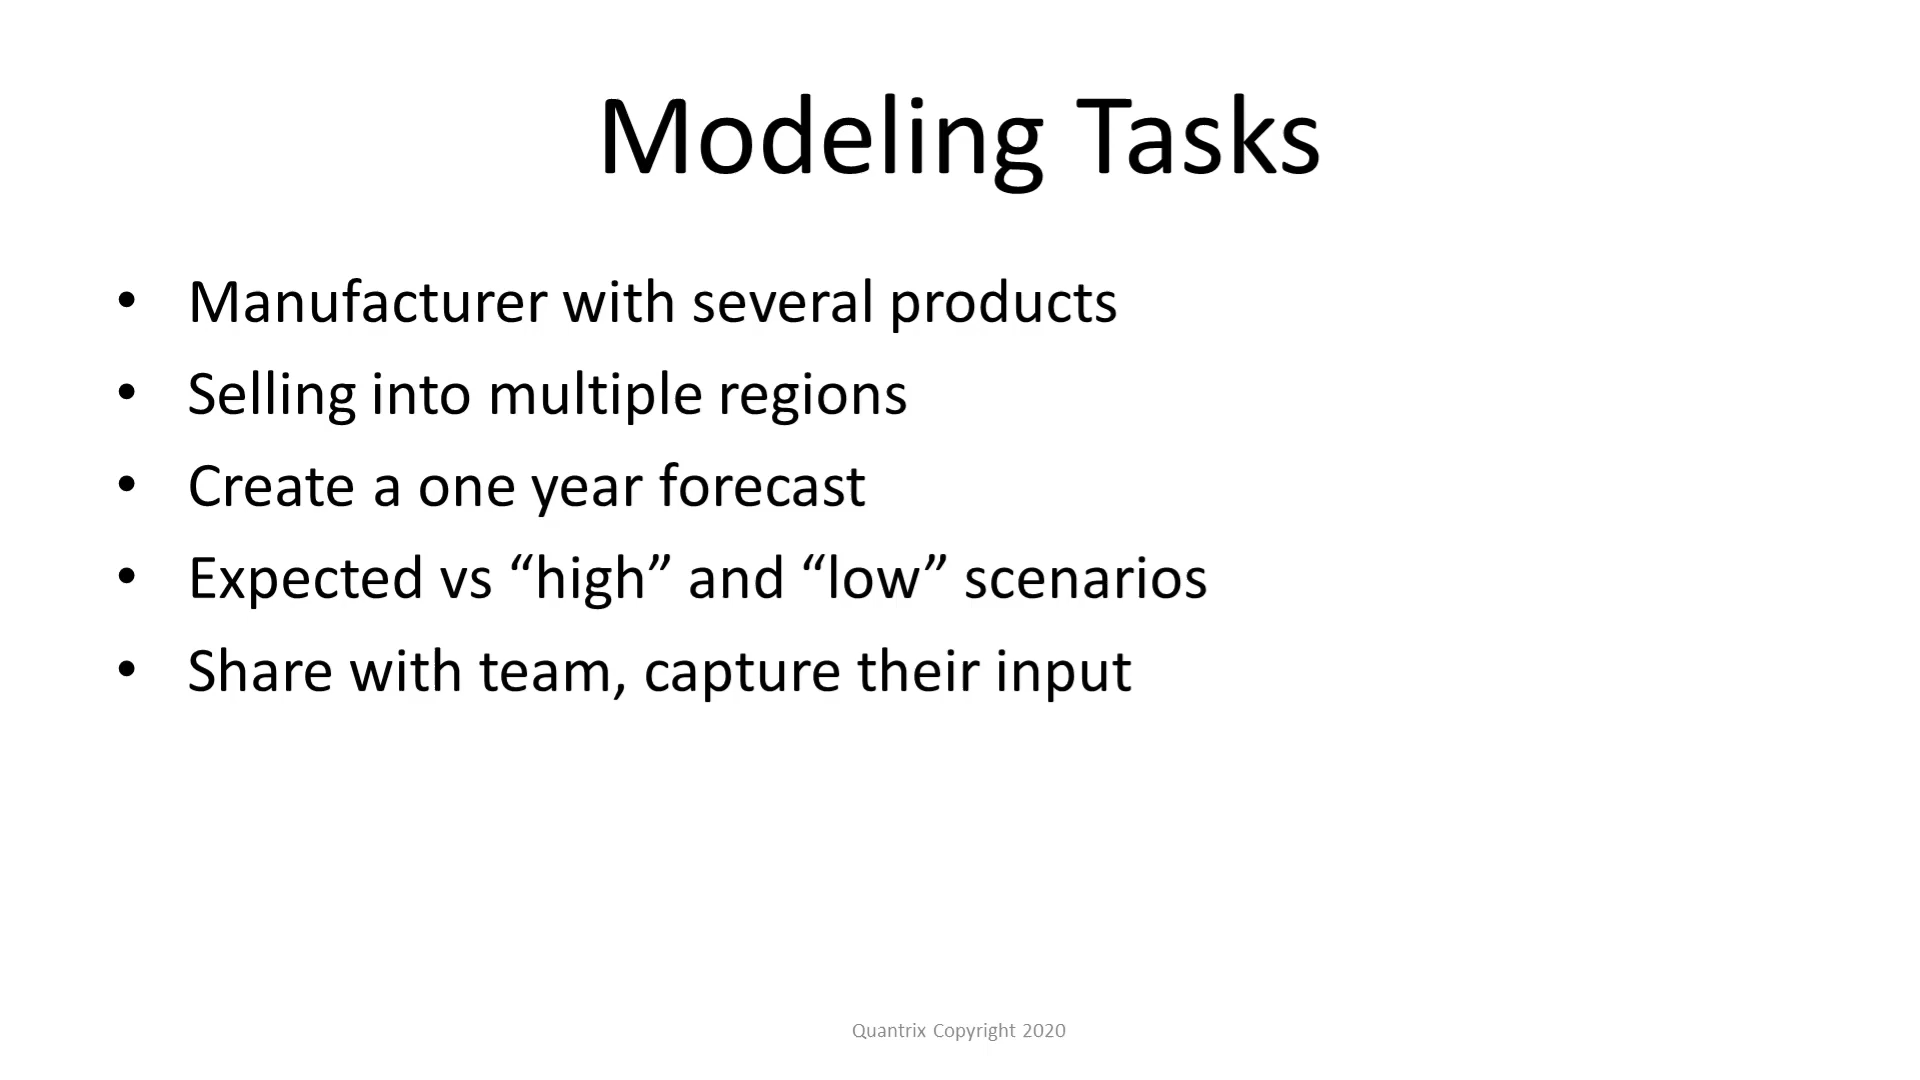 Modeling Tasks
• Manufacturer with several products
• Selling into multiple regions
• Create a one year forecast
• Expected vs “high” and “low” scenarios
• Share with team, capture their input
Quantrix Copyright 2020